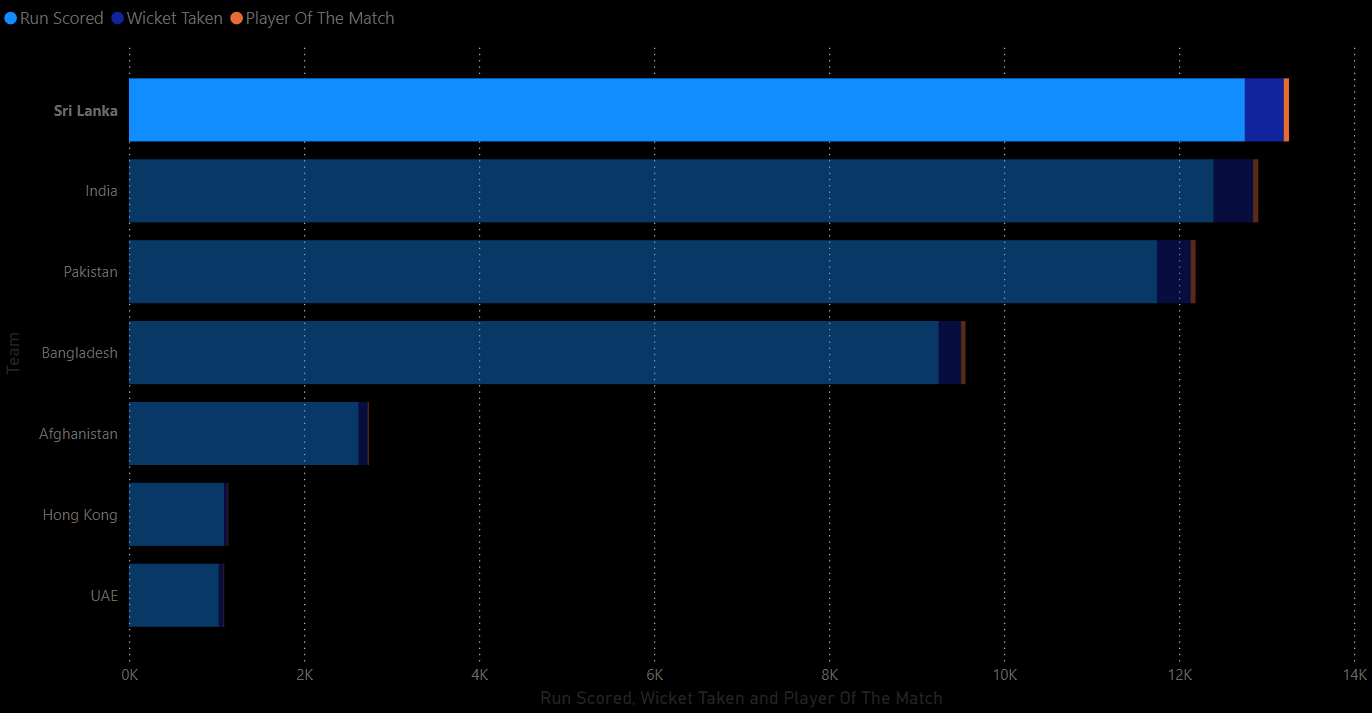 Run Scored Wicket Taken Player Of The Match
Sri Lanka
India
Pakistan
Bangladesh
Afghanistan
Hong Kong
UAE
Team
0K 2K 4K 6K 8K 10K 12K 14K
Run Scored, Wicket Taken and Player Of The Match